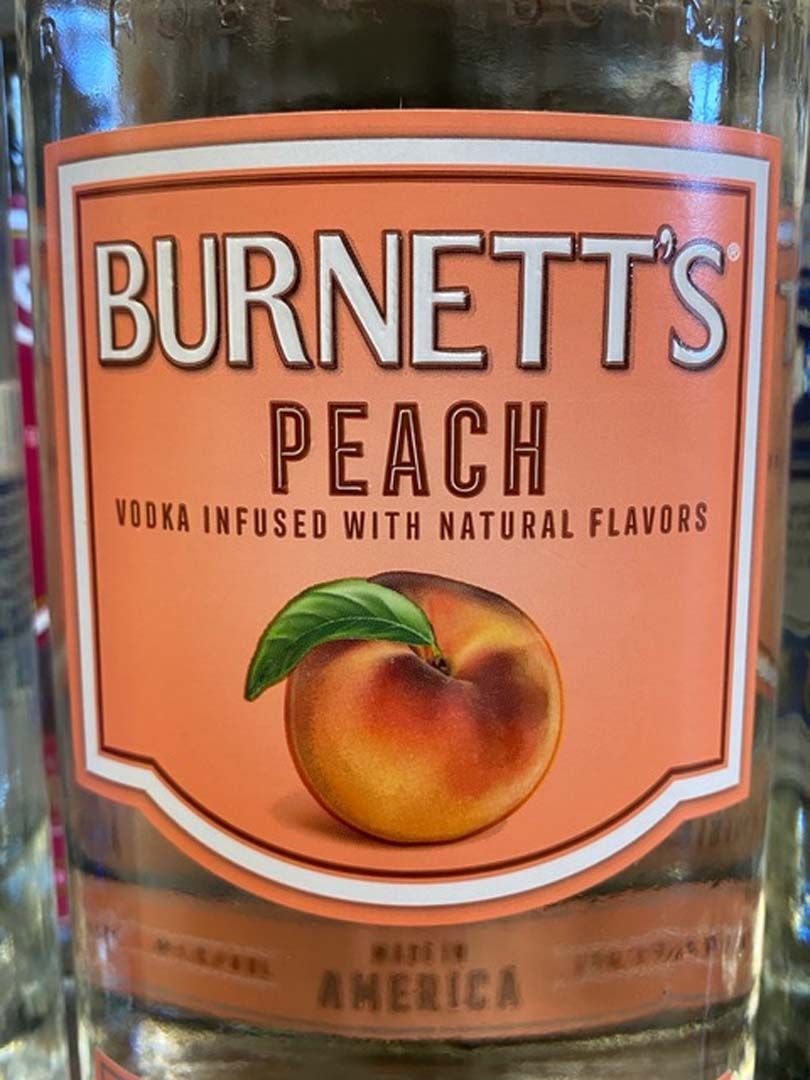 BURNETT'S®
PEACH
VODKA INFUSED WITH NATURAL FLAVORS
MADE IN
AMERICA